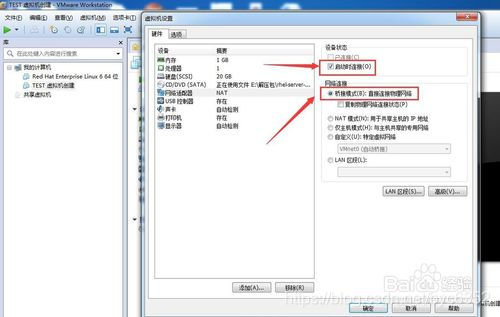 TEST 虚拟机创建 - VMware Workstation
文件(F) 编辑(E) 查看(V) 虚拟机(M) 选项卡(T)
库
在此处键入内容进行搜索
我的计算机
Red Hat Enterprise Linux 6 64 位
TEST 虚拟机创建
共享虚拟机
虚拟机设置
硬件 选项
设备 摘要
内存 1 GB
处理器 1
硬盘(SCSI) 20 GB
CD/DVD (SATA) 正在使用文件 E:\解压包\rhel-server-...
网络适配器 NAT
USB 控制器 存在
声卡 自动检测
打印机 存在
显示器 自动检测
添加(A)... 移除(R)
设备状态
已连接(C)
启动时连接(O)
网络连接
桥接模式(B): 直接连接物理网络
复制物理网络连接状态(P)
NAT 模式(N): 用于共享主机的 IP 地址
仅主机模式(H): 与主机共享的专用网络
自定义(U): 特定虚拟网络
VMnet0 (自动桥接)
LAN 区段(L):
LAN 区段(S)... 高级(V)...
确定 取消 帮助
Baidu 经验